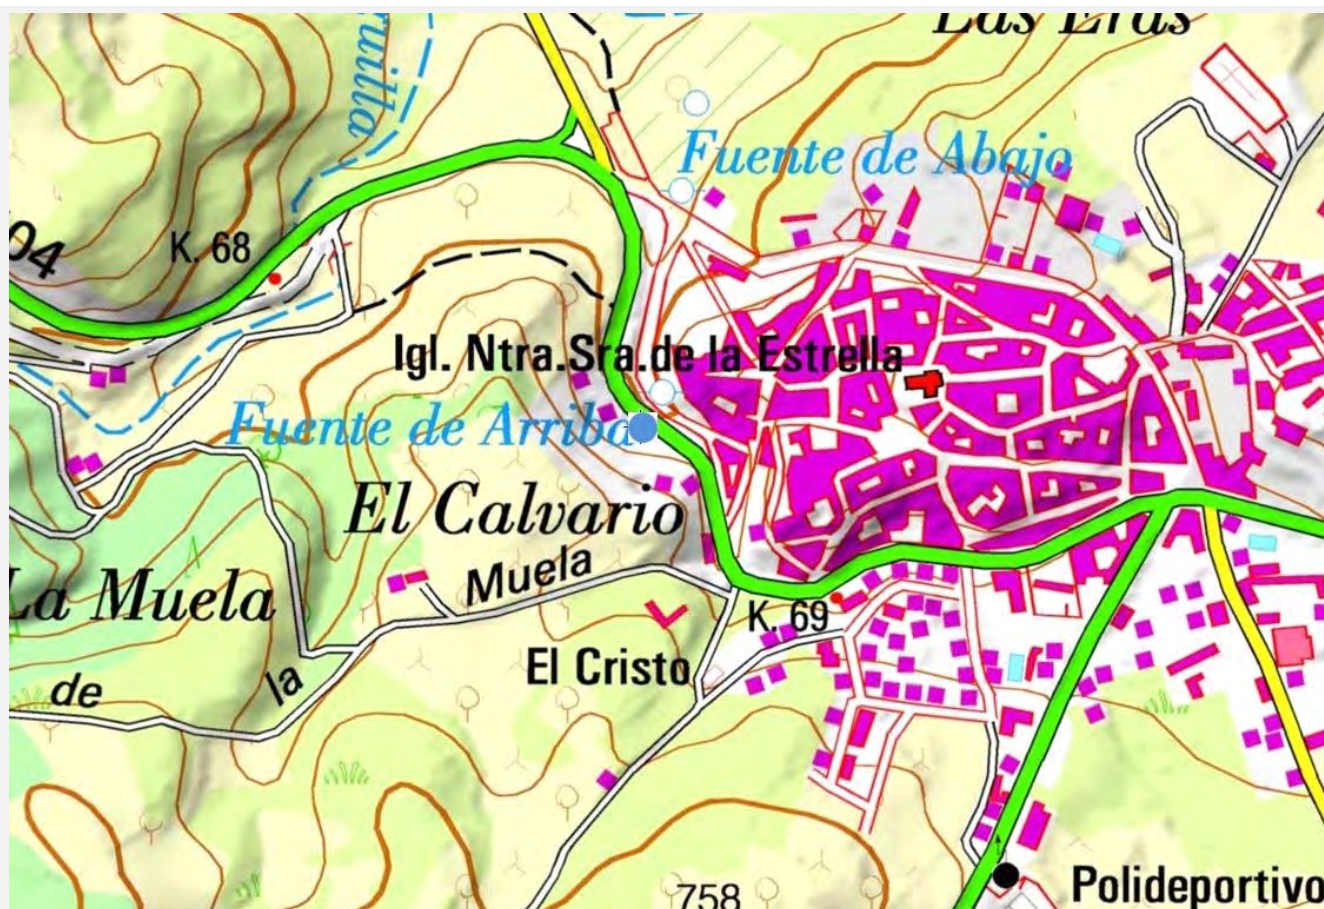 Las Eras
Fuente de Abajo
K. 68
04
Igl. Ntra.Sra.de la Estrella
Fuente de Arriba
El Calvario
Muela
La Muela
K. 69
El Cristo
de
la
758
Polideportivo